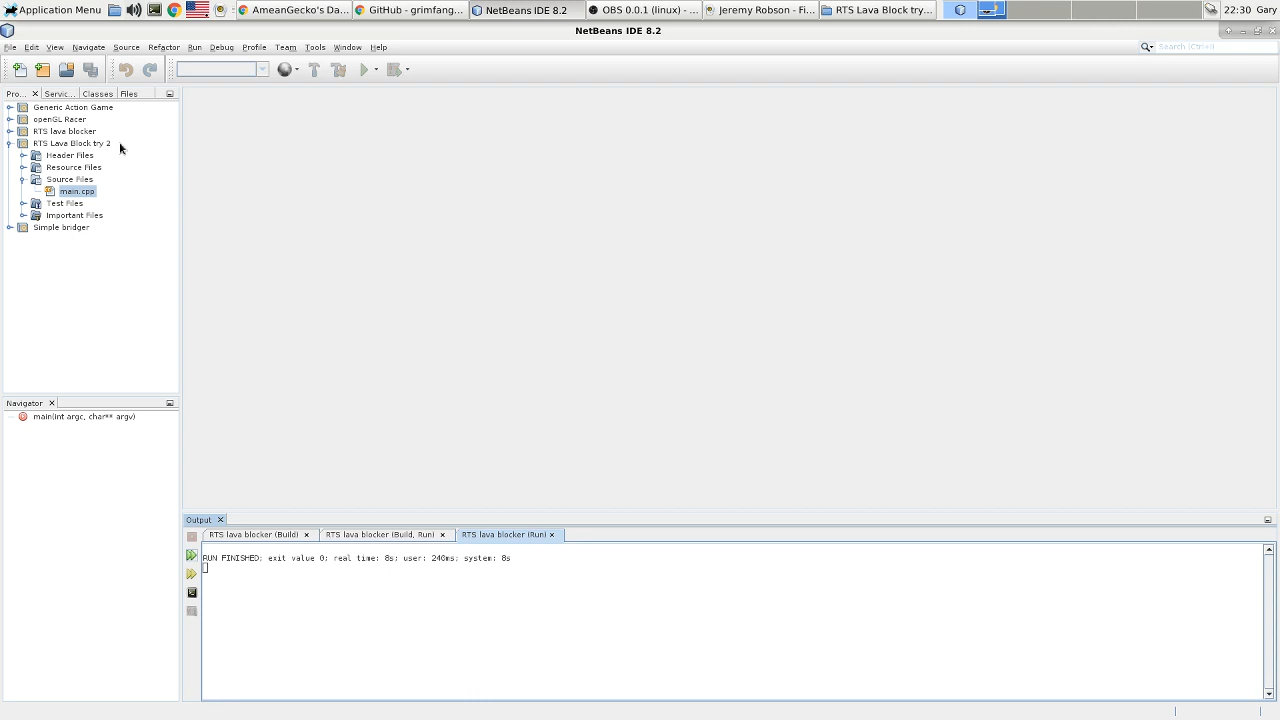 Application Menu AmeanGecko's Da... GitHub - grimfang... NetBeans IDE 8.2 OBS 0.0.1 (linux) - ... Jeremy Robson - Fi... RTS Lava Block try... 22:30 Gary
NetBeans IDE 8.2
File Edit View Navigate Source Refactor Run Debug Profile Team Tools Window Help Search (Ctrl+I)
Pro... Servic... Classes Files
Generic Action Game
openGL Racer
RTS lava blocker
RTS Lava Block try 2
Header Files
Resource Files
Source Files
main.cpp
Test Files
Important Files
Simple bridger
Navigator
main(int argc, char** argv)
Output
RTS lava blocker (Build) RTS lava blocker (Build, Run) RTS lava blocker (Run)
RUN FINISHED; exit value 0; real time: 8s; user: 240ms; system: 8s